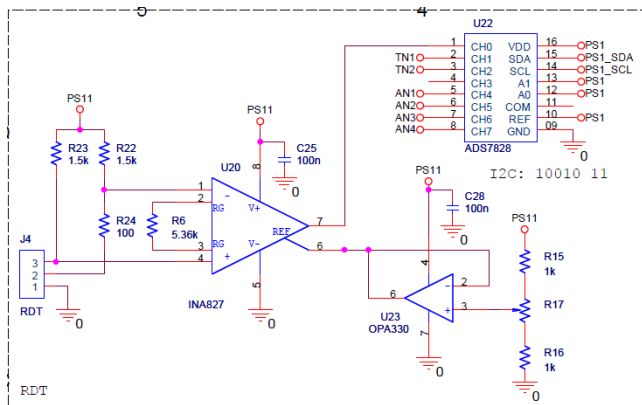 5
4
U22
1 CH0 VDD 16 PS1
TN1 2 CH1 SDA 15 PS1_SDA
TN2 3 CH2 SCL 14 PS1_SCL
4 CH3 A1 13 PS1
AN1 5 CH4 A0 12 PS1
AN2 6 CH5 COM 11
AN3 7 CH6 REF 10 PS1
AN4 8 CH7 GND 09
ADS7828
0
I2C: 10010 11
PS11
R23
1.5k
R22
1.5k
PS11
C25
100n
0
U20
8
1
2
RG
V+
7
REF
6
R24
100
R6
5.36k
3
RG
V-
4
5
INA827
0
J4
3
2
1
RDT
0
PS11
C28
100n
0
4
2
6
3
7
U23
OPA330
0
PS11
R15
1k
R17
R16
1k
0
RDT